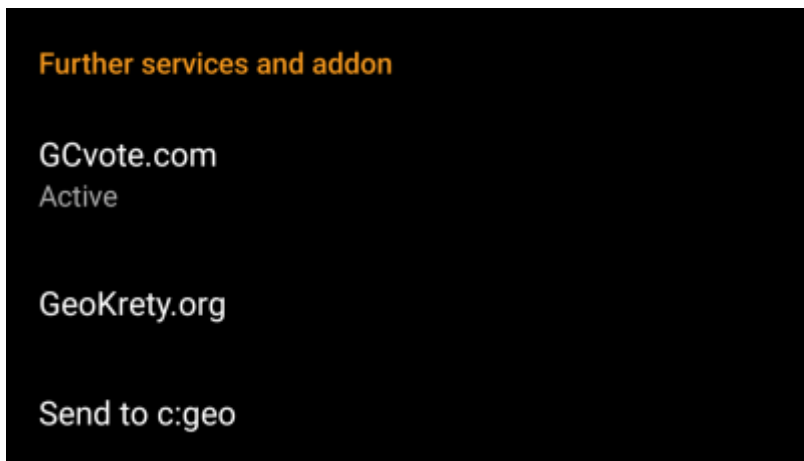 Further services and addon
GCvote.com
Active
GeoKrety.org
Send to c:geo